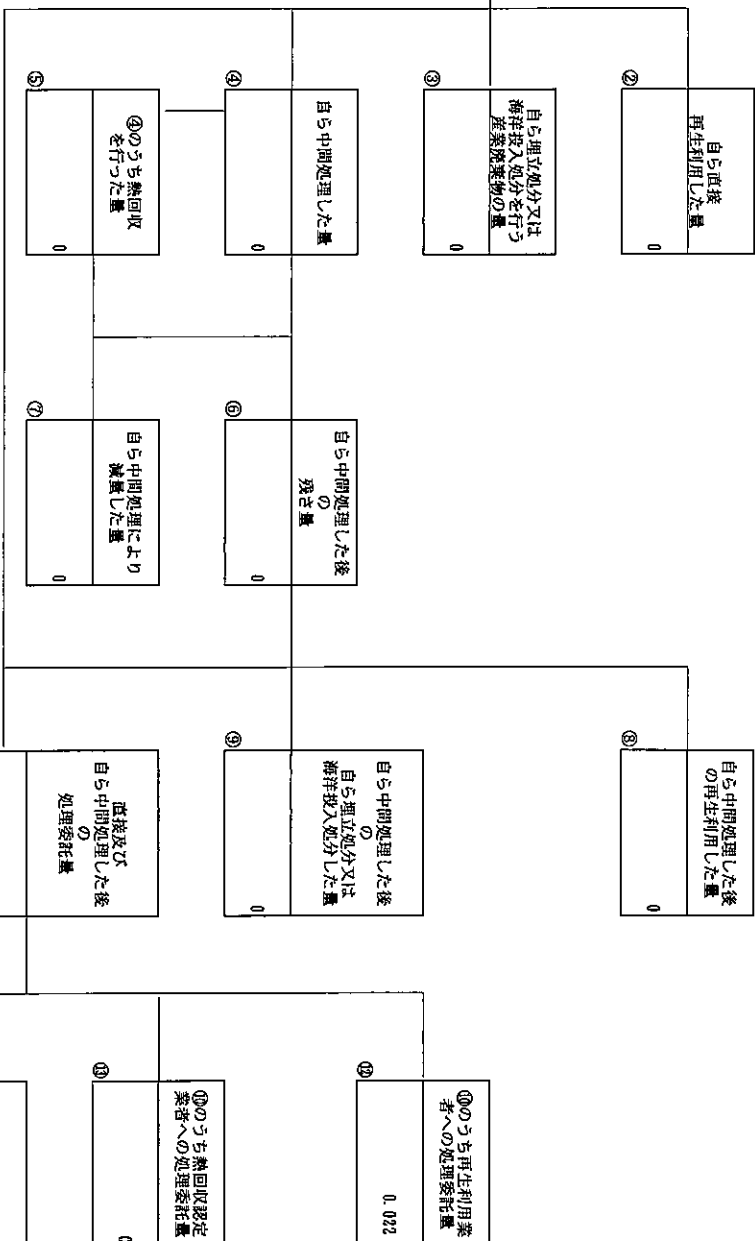 ②
自ら直接
再生利用した量
0
③
自ら埋立処分又は
海洋投入処分を行う
産業廃棄物の量
0
④
自ら中間処理した量
0
⑤
④のうち熱回収
を行った量
0
⑥
自ら中間処理した後
の
残さ量
0
⑦
自ら中間処理により
減量した量
0
⑧
自ら中間処理した後
の再生利用した量
0
⑨
自ら中間処理した後
の
自ら埋立処分又は
海洋投入処分した量
0
直接及び
自ら中間処理した後
の
処理委託量
⑫
⑩のうち再生利用業
者への処理委託量
0.022
⑬
⑩のうち熱回収認定
業者への処理委託量